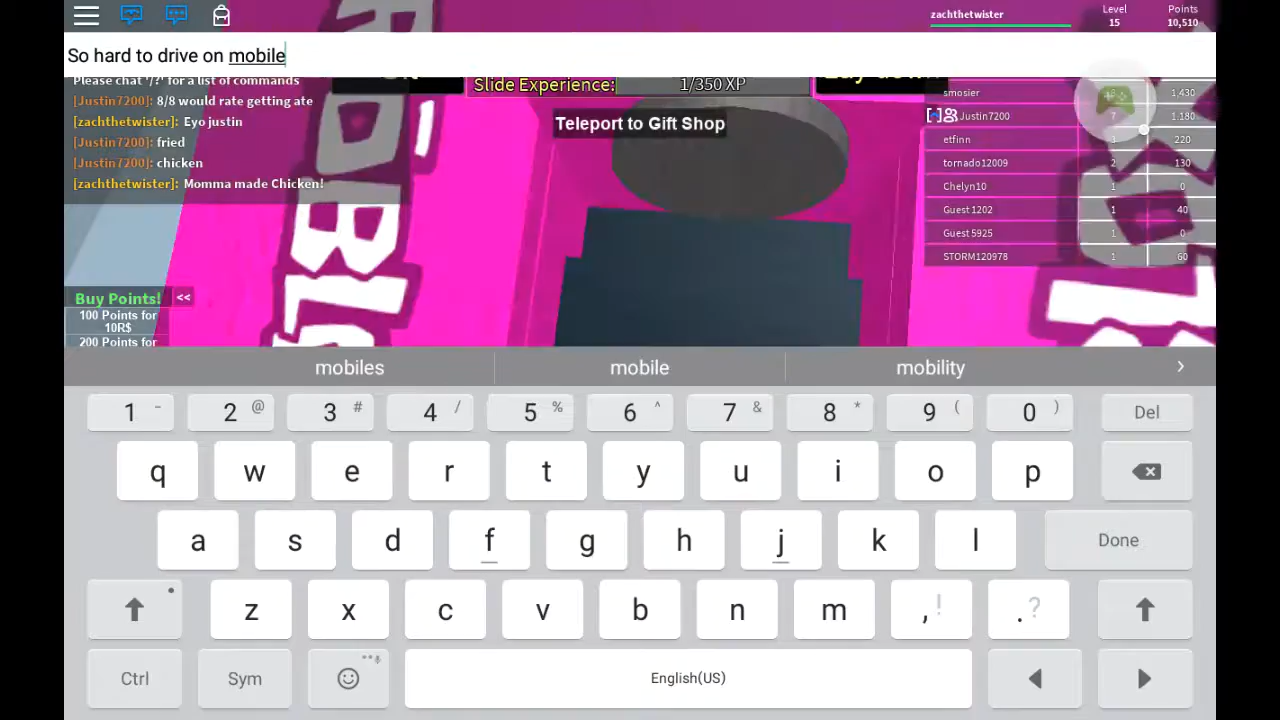 zachthetwister
Level
15
Points
10,510
So hard to drive on mobile
Please chat '/?' for a list of commands
[Justin7200]: 8/8 would rate getting ate
[zachthetwister]: Eyo justin
[Justin7200]: fried
[Justin7200]: chicken
[zachthetwister]: Momma made Chicken!
Slide Experience: 1/350 XP
Teleport to Gift Shop
smosier 1,430
Justin7200 7 1,180
etfinn 3 220
tornado12009 2 130
Chelyn10 1 0
Guest 1202 1 40
Guest 5925 1 0
STORM120978 1 60
Buy Points! <<
100 Points for
10R$
200 Points for
mobiles mobile mobility >
1 - 2 @ 3 # 4 / 5 % 6 ^ 7 & 8 * 9 ( 0 ) Del
q w e r t y u i o p
a s d f g h j k l Done
z x c v b n m , ! . ?
Ctrl Sym English(US)